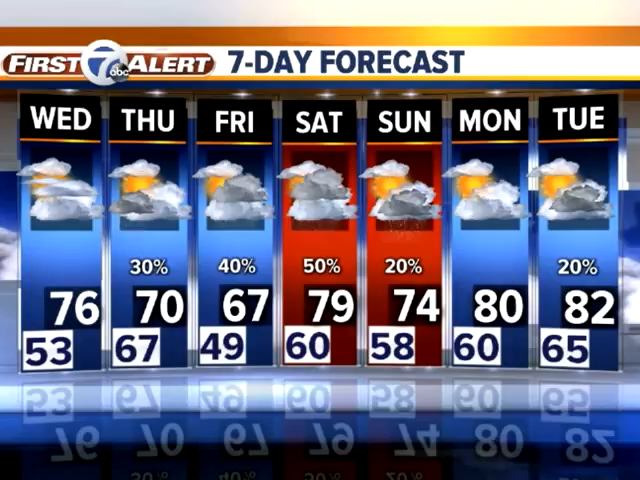 FIRST 7 abc ALERT 7-DAY FORECAST
WED THU FRI SAT SUN MON TUE
30% 40% 50% 20% 20%
76 70 67 79 74 80 82
53 67 49 60 58 60 65